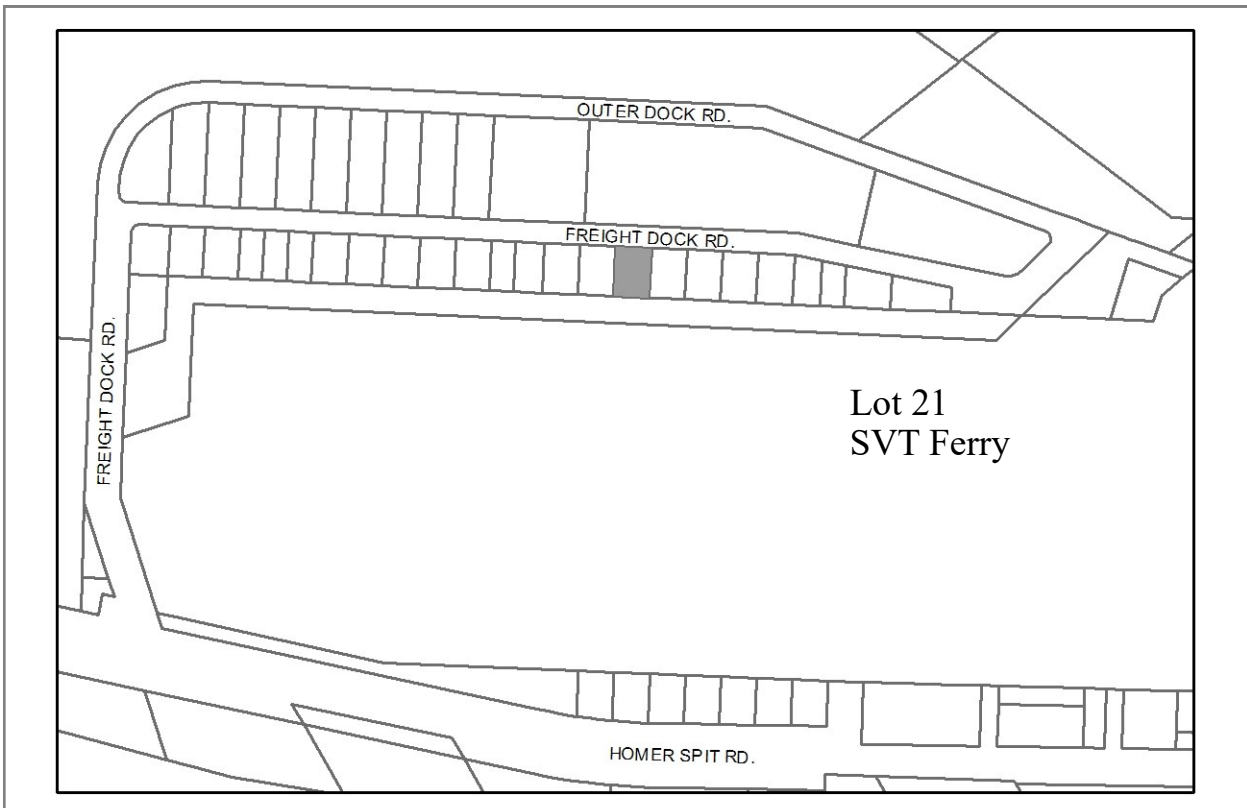 OUTER DOCK RD.
FREIGHT DOCK RD.
FREIGHT DOCK RD.
Lot 21
SVT Ferry
HOMER SPIT RD.